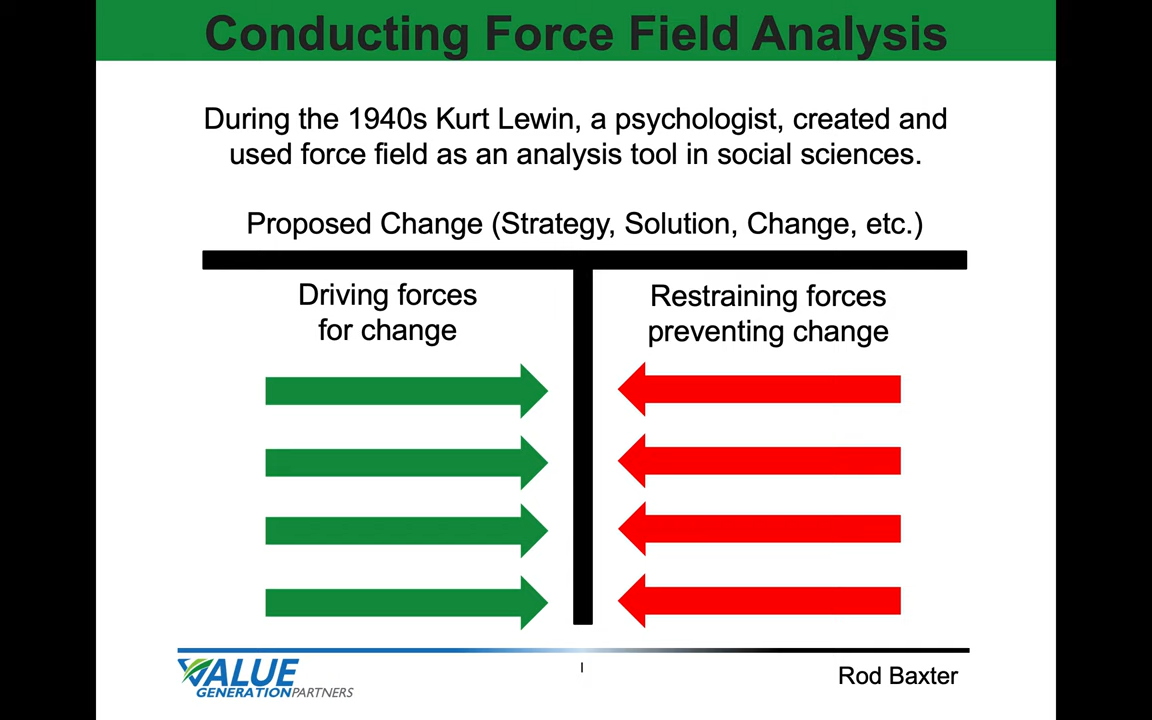 Conducting Force Field Analysis
During the 1940s Kurt Lewin, a psychologist, created and
used force field as an analysis tool in social sciences.
Proposed Change (Strategy, Solution, Change, etc.)
Driving forces
for change
Restraining forces
preventing change
VALUE
GENERATIONPARTNERS
Rod Baxter